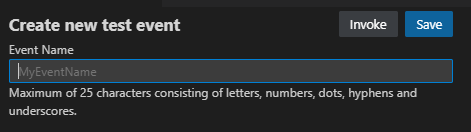 Create new test event Invoke Save
Event Name
MyEventName
Maximum of 25 characters consisting of letters, numbers, dots, hyphens and
underscores.